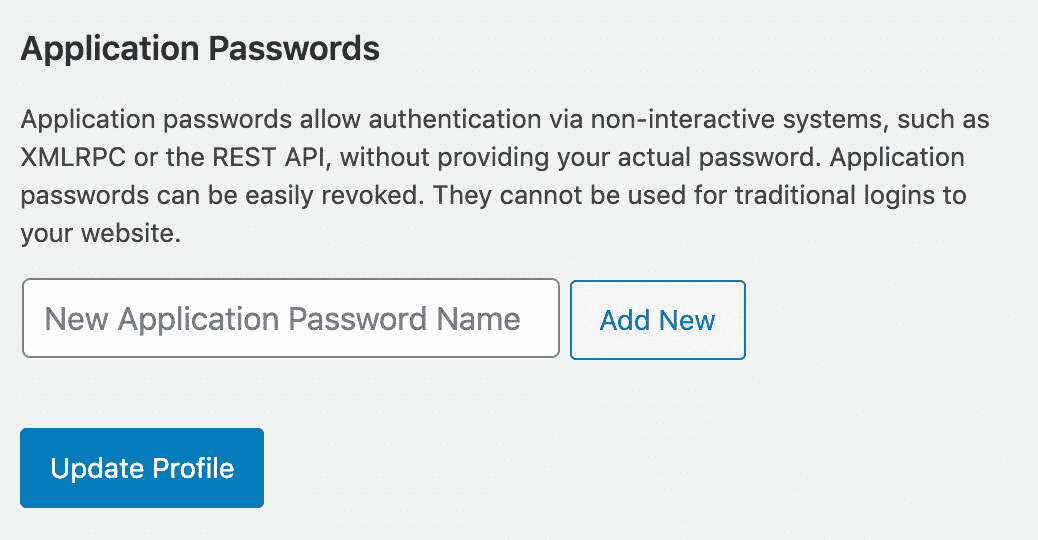 Application Passwords
Application passwords allow authentication via non-interactive systems, such as
XMLRPC or the REST API, without providing your actual password. Application
passwords can be easily revoked. They cannot be used for traditional logins to
your website.
New Application Password Name
Add New
Update Profile